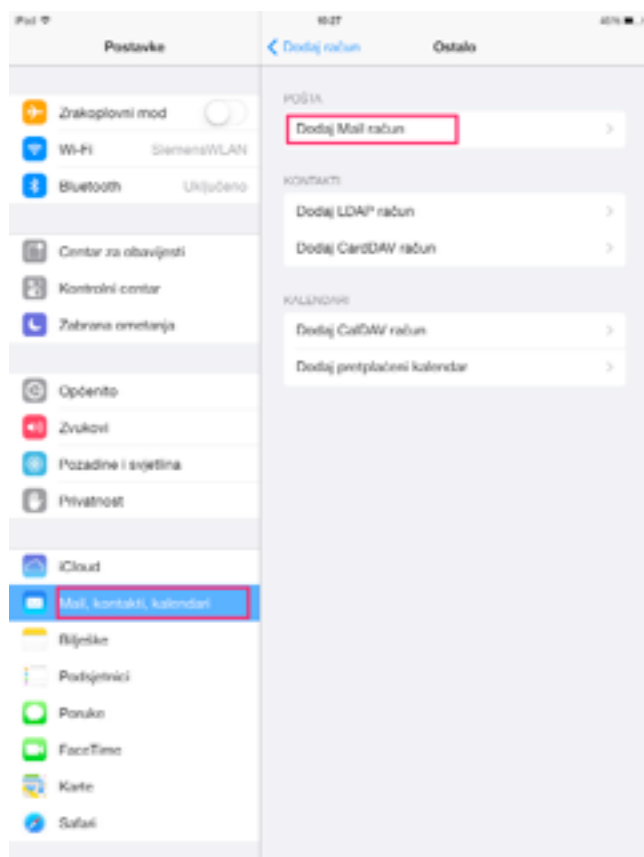 iPad
10:27
Postavke
Dodaj račun
Ostalo
Zrakoplovni mod
Wi-Fi SiemensWLAN
Bluetooth Uključeno
Centar za obavijesti
Kontrolni centar
Zabrana ometanja
Općenito
Zvukovi
Pozadine i svjetlina
Privatnost
iCloud
Mail, kontakti, kalendari
Bilješke
Podsjetnici
Poruke
FaceTime
Karte
Safari
POŠTA
Dodaj Mail račun
KONTAKTI
Dodaj LDAP račun
Dodaj CardDAV račun
KALENDARI
Dodaj CalDAV račun
Dodaj pretplaćeni kalendar